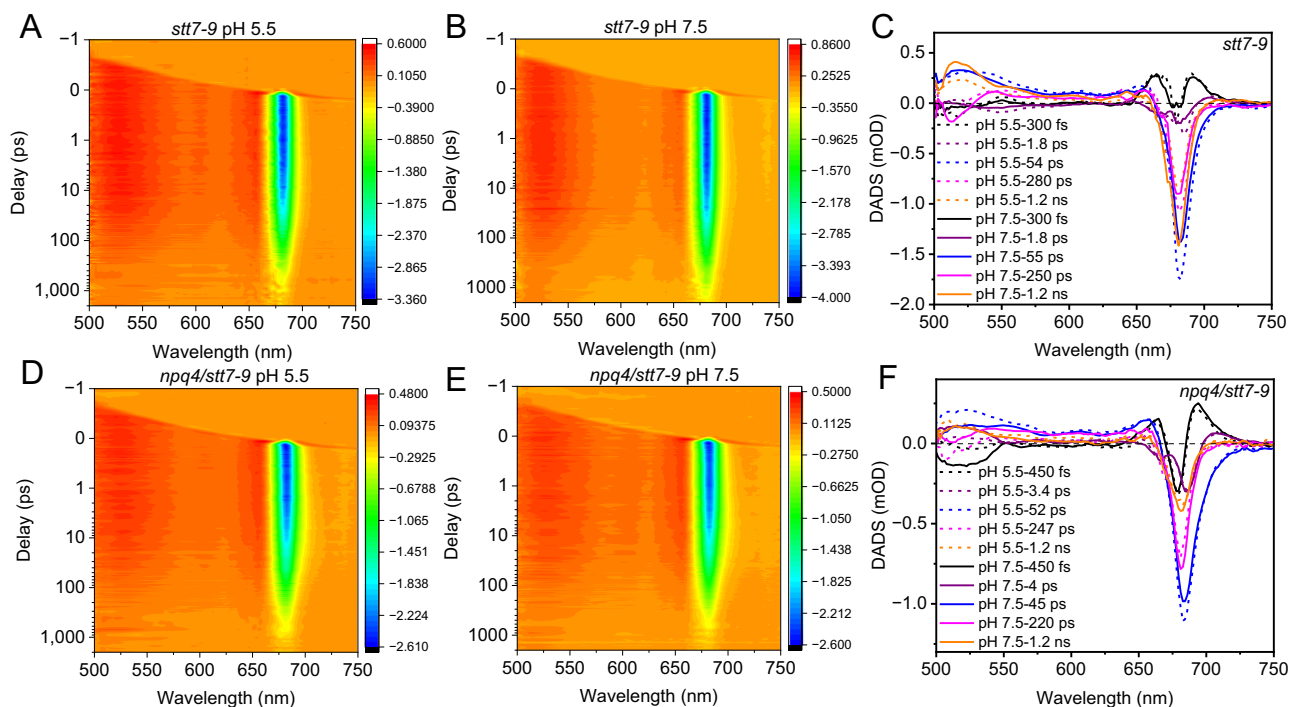 A
stt7-9 pH 5.5
−1
0
1
10
100
1,000
Delay (ps)
500 550 600 650 700 750
Wavelength (nm)
0.6000
0.1050
−0.3900
−0.8850
−1.380
−1.875
−2.370
−2.865
−3.360
B
stt7-9 pH 7.5
−1
0
1
10
100
1000
Delay (ps)
500 550 600 650 700 750
Wavelength (nm)
0.8600
0.2525
−0.3550
−0.9625
−1.570
−2.178
−2.785
−3.393
−4.000
C
stt7-9
0.5
0.0
−0.5
−1.0
−1.5
−2.0
DADS (mOD)
pH 5.5-300 fs
pH 5.5-1.8 ps
pH 5.5-54 ps
pH 5.5-280 ps
pH 5.5-1.2 ns
pH 7.5-300 fs
pH 7.5-1.8 ps
pH 7.5-55 ps
pH 7.5-250 ps
pH 7.5-1.2 ns
500 550 600 650 700 750
Wavelength (nm)
D
npq4/stt7-9 pH 5.5
−1
0
1
10
100
1,000
Delay (ps)
500 550 600 650 700 750
Wavelength (nm)
0.4800
0.09375
−0.2925
−0.6788
−1.065
−1.451
−1.838
−2.224
−2.610
E
npq4/stt7-9 pH 7.5
−1
0
1
10
100
1000
Delay (ps)
500 550 600 650 700 750
Wavelength (nm)
0.5000
0.1125
−0.2750
−0.6625
−1.050
−1.438
−1.825
−2.212
−2.600
F
npq4/stt7-9
0.0
−0.5
−1.0
DADS (mOD)
pH 5.5-450 fs
pH 5.5-3.4 ps
pH 5.5-52 ps
pH 5.5-247 ps
pH 5.5-1.2 ns
pH 7.5-450 fs
pH 7.5-4 ps
pH 7.5-45 ps
pH 7.5-220 ps
pH 7.5-1.2 ns
500 550 600 650 700 750
Wavelength (nm)